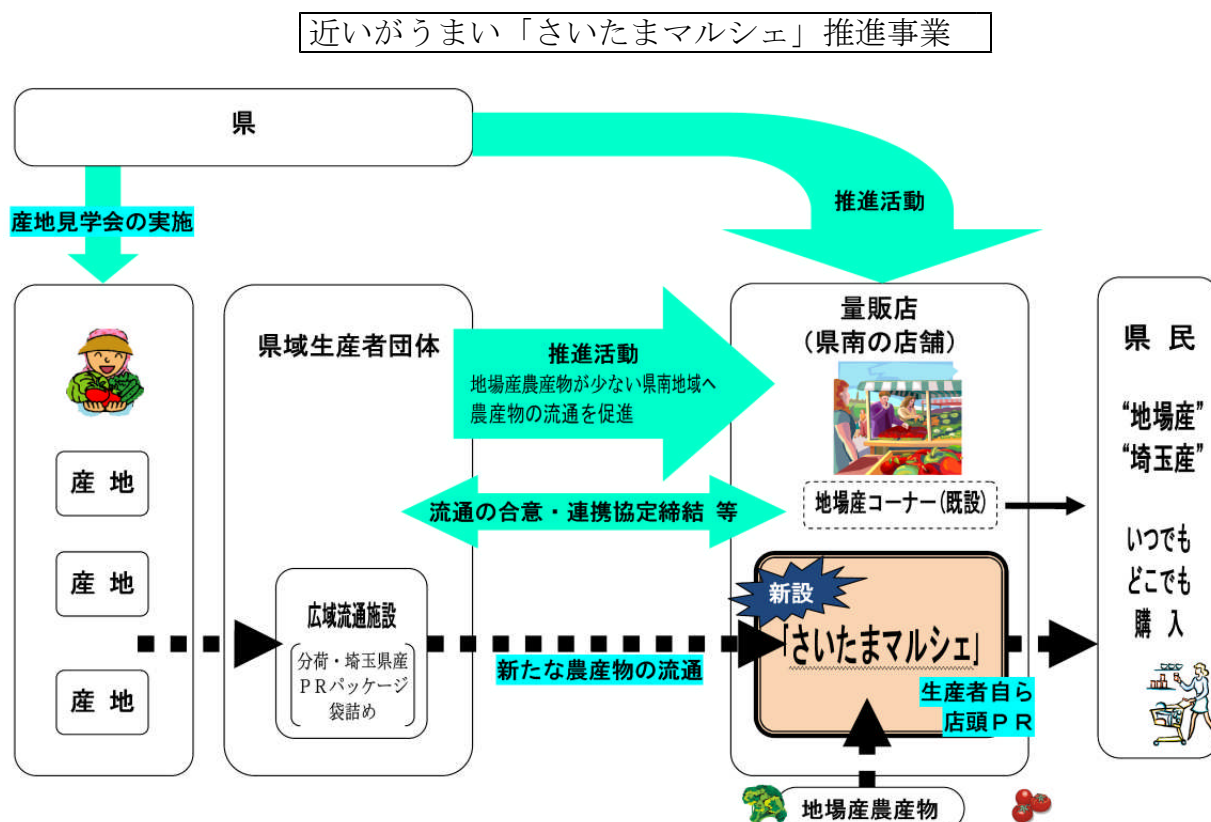 近いがうまい「さいたまマルシェ」推進事業
県
産地見学会の実施
推進活動
産 地
産 地
産 地
県域生産者団体
広域流通施設
分荷・埼玉県産
ＰＲパッケージ
袋詰め
推進活動
地場産農産物が少ない県南地域へ
農産物の流通を促進
流通の合意・連携協定締結 等
新たな農産物の流通
量販店
（県南の店舗）
地場産コーナー(既設)
新設
「さいたまマルシェ」
生産者自ら
店頭ＰＲ
地場産農産物
県 民
“地場産”
“埼玉産”
いつでも
どこでも
購 入